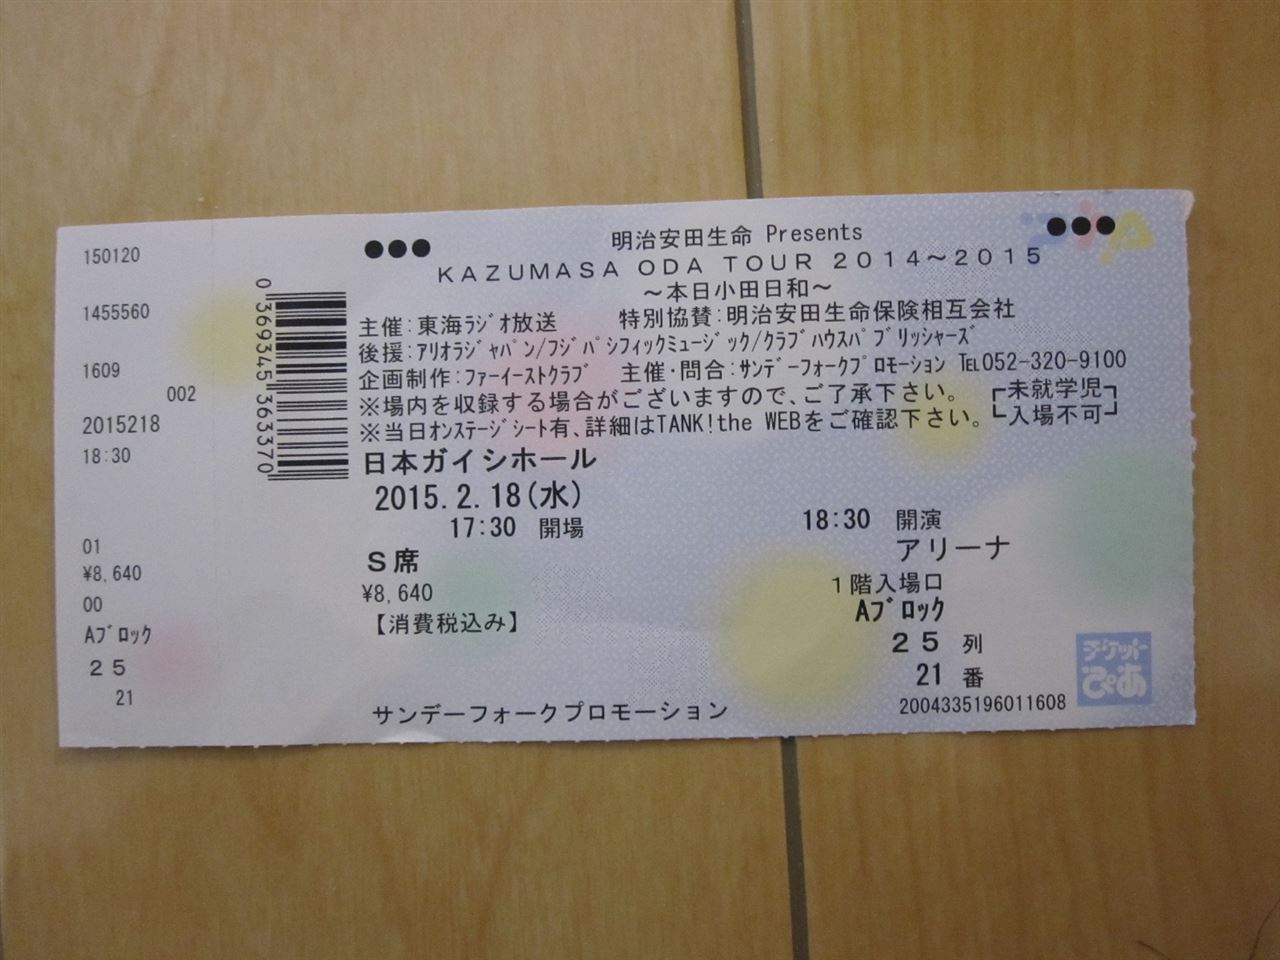 150120
1455560
1609
002
2015218
18:30
01
¥8,640
00
Aﾌﾞﾛｯｸ
25
21
0369345363370
●●●
●●●
明治安田生命 Presents
KAZUMASA ODA TOUR 2014～2015
～本日小田日和～
主催:東海ﾗｼﾞｵ放送 特別協賛:明治安田生命保険相互会社
後援:ｱﾘｵﾗｼﾞｬﾊﾟﾝ/ﾌｼﾞﾊﾟｼﾌｨｯｸﾐｭｰｼﾞｯｸ/ｸﾗﾌﾞﾊｳｽﾊﾟﾌﾞﾘｯｼｬｰｽﾞ
企画制作:ﾌｧｰｲｰｽﾄｸﾗﾌﾞ 主催・問合:ｻﾝﾃﾞｰﾌｫｰｸﾌﾟﾛﾓｰｼｮﾝ ℡052-320-9100
※場内を収録する場合がございますので、ご了承下さい。 ┌未就学児┐
※当日ｵﾝｽﾃｰｼﾞｼｰﾄ有、詳細はTANK!the WEBをご確認下さい。└入場不可┘
日本ガイシホール
2015.2.18(水)
17:30 開場 18:30 開演
S席 アリーナ
¥8,640 1階入場口
【消費税込み】 Aﾌﾞﾛｯｸ
25 列
21 番
サンデーフォークプロモーション 2004335196011608
チケット
ぴあ